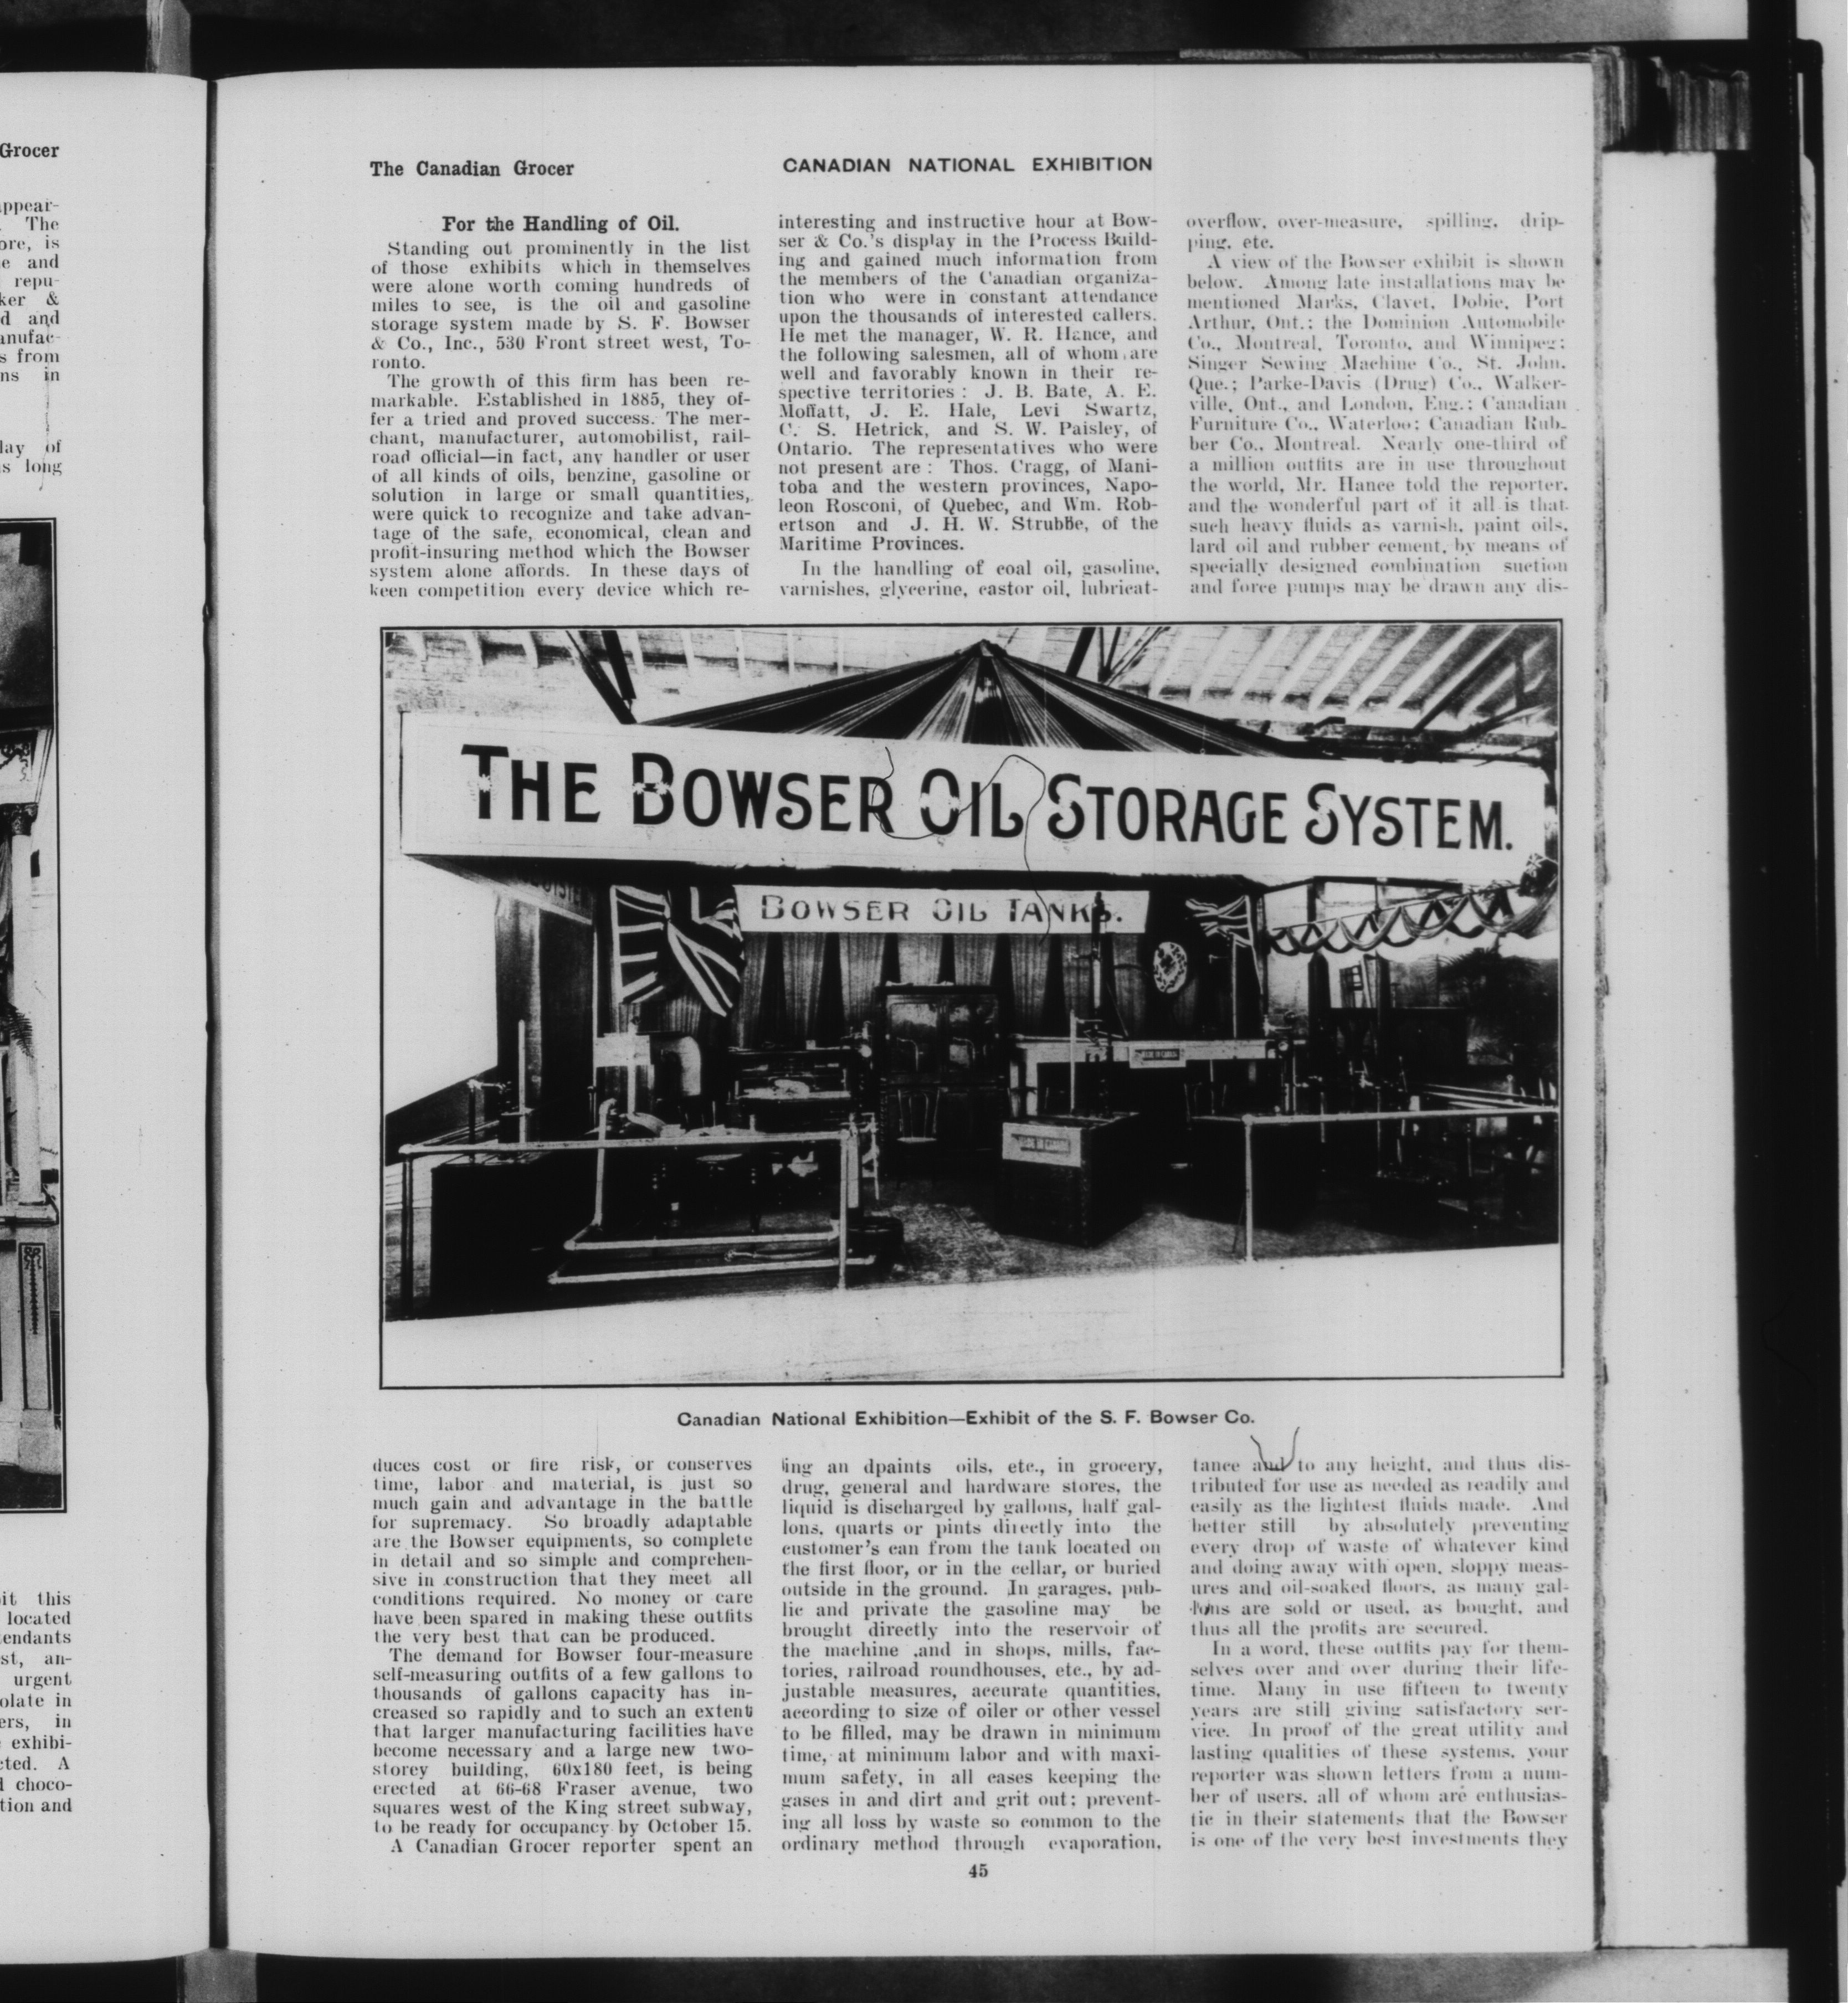 Grocer
appear-
. The
ore, is
e and
repu-
ker &
d and
anufac-
s from
ns in
lay of
s long
it this
located
endants
st, an-
urgent
olate in
ers, in
exhibi-
cted. A
d choco-
tion and
The Canadian Grocer
CANADIAN NATIONAL EXHIBITION
For the Handling of Oil.
Standing out prominently in the list
of those exhibits which in themselves
were alone worth coming hundreds of
miles to see, is the oil and gasoline
storage system made by S. F. Bowser
& Co., Inc., 530 Front street west, To-
ronto.
The growth of this firm has been re-
markable. Established in 1885, they of-
fer a tried and proved success. The mer-
chant, manufacturer, automobilist, rail-
road official—in fact, any handler or user
of all kinds of oils, benzine, gasoline or
solution in large or small quantities,
were quick to recognize and take advan-
tage of the safe, economical, clean and
profit-insuring method which the Bowser
system alone affords. In these days of
keen competition every device which re-
interesting and instructive hour at Bow-
ser & Co.'s display in the Process Build-
ing and gained much information from
the members of the Canadian organiza-
tion who were in constant attendance
upon the thousands of interested callers.
He met the manager, W. R. Hance, and
the following salesmen, all of whom are
well and favorably known in their re-
spective territories : J. B. Bate, A. E.
Moffatt, J. E. Hale, Levi Swartz,
C. S. Hetrick, and S. W. Paisley, of
Ontario. The representatives who were
not present are : Thos. Cragg, of Mani-
toba and the western provinces, Napo-
leon Rosconi, of Quebec, and Wm. Rob-
ertson and J. H. W. Strubbe, of the
Maritime Provinces.
In the handling of coal oil, gasoline,
varnishes, glycerine, castor oil, lubricat-
overflow, over-measure, spilling, drip-
ping, etc.
A view of the Bowser exhibit is shown
below. Among late installations may be
mentioned Marks, Clavet, Dobie, Port
Arthur, Ont.; the Dominion Automobile
Co., Montreal, Toronto, and Winnipeg;
Singer Sewing Machine Co., St. John,
Que.; Parke-Davis (Drug) Co., Walker-
ville, Ont., and London, Eng.; Canadian
Furniture Co., Waterloo; Canadian Rub-
ber Co., Montreal. Nearly one-third of
a million outfits are in use throughout
the world, Mr. Hance told the reporter,
and the wonderful part of it all is that
such heavy fluids as varnish, paint oils,
lard oil and rubber cement, by means of
specially designed combination suction
and force pumps may be drawn any dis-
THE BOWSER OIL STORAGE SYSTEM.
BOWSER OIL TANKS.
MADE IN CANADA
MADE IN CANADA
Canadian National Exhibition—Exhibit of the S. F. Bowser Co.
duces cost or fire risk, or conserves
time, labor and material, is just so
much gain and advantage in the battle
for supremacy. So broadly adaptable
are the Bowser equipments, so complete
in detail and so simple and comprehen-
sive in construction that they meet all
conditions required. No money or care
have been spared in making these outfits
the very best that can be produced.
The demand for Bowser four-measure
self-measuring outfits of a few gallons to
thousands of gallons capacity has in-
creased so rapidly and to such an extent
that larger manufacturing facilities have
become necessary and a large new two-
storey building, 60x180 feet, is being
erected at 66-68 Fraser avenue, two
squares west of the King street subway,
to be ready for occupancy by October 15.
A Canadian Grocer reporter spent an
ling an dpaints oils, etc., in grocery,
drug, general and hardware stores, the
liquid is discharged by gallons, half gal-
lons, quarts or pints directly into the
customer's can from the tank located on
the first floor, or in the cellar, or buried
outside in the ground. In garages, pub-
lic and private the gasoline may be
brought directly into the reservoir of
the machine ,and in shops, mills, fac-
tories, railroad roundhouses, etc., by ad-
justable measures, accurate quantities,
according to size of oiler or other vessel
to be filled, may be drawn in minimum
time, at minimum labor and with maxi-
mum safety, in all cases keeping the
gases in and dirt and grit out; prevent-
ing all loss by waste so common to the
ordinary method through evaporation,
tance and to any height, and thus dis-
tributed for use as needed as readily and
easily as the lightest fluids made. And
better still by absolutely preventing
every drop of waste of whatever kind
and doing away with open, sloppy meas-
ures and oil-soaked floors, as many gal-
lons are sold or used, as bought, and
thus all the profits are secured.
In a word, these outfits pay for them-
selves over and over during their life-
time. Many in use fifteen to twenty
years are still giving satisfactory ser-
vice. In proof of the great utility and
lasting qualities of these systems, your
reporter was shown letters from a num-
ber of users, all of whom are enthusias-
tic in their statements that the Bowser
is one of the very best investments they
45